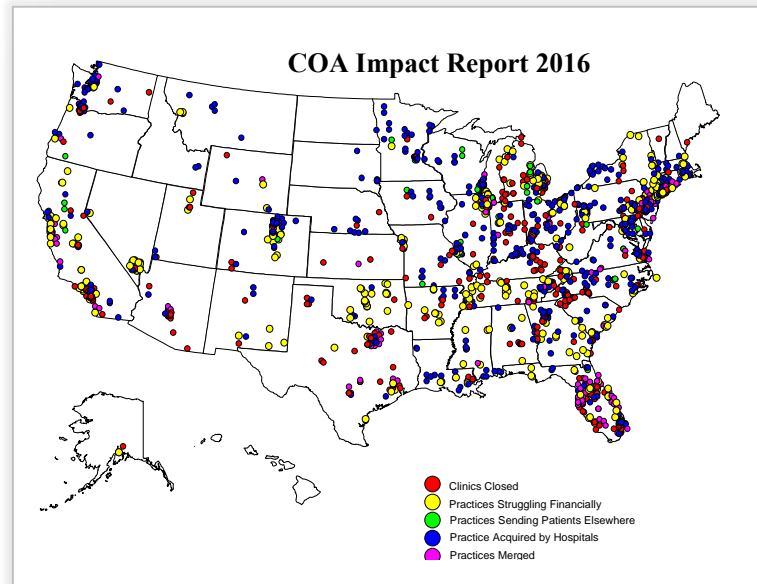 COA Impact Report 2016
Clinics Closed
Practices Struggling Financially
Practices Sending Patients Elsewhere
Practice Acquired by Hospitals
Practices Merged